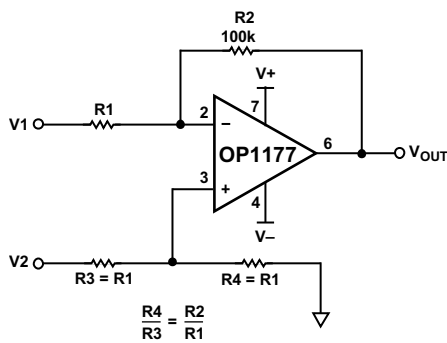 R2
100k
V+
R1
V1
2
7
–
6
OP1177
VOUT
3
+
4
V–
V2
R3 = R1
R4 = R1
R4
R3
=
R2
R1